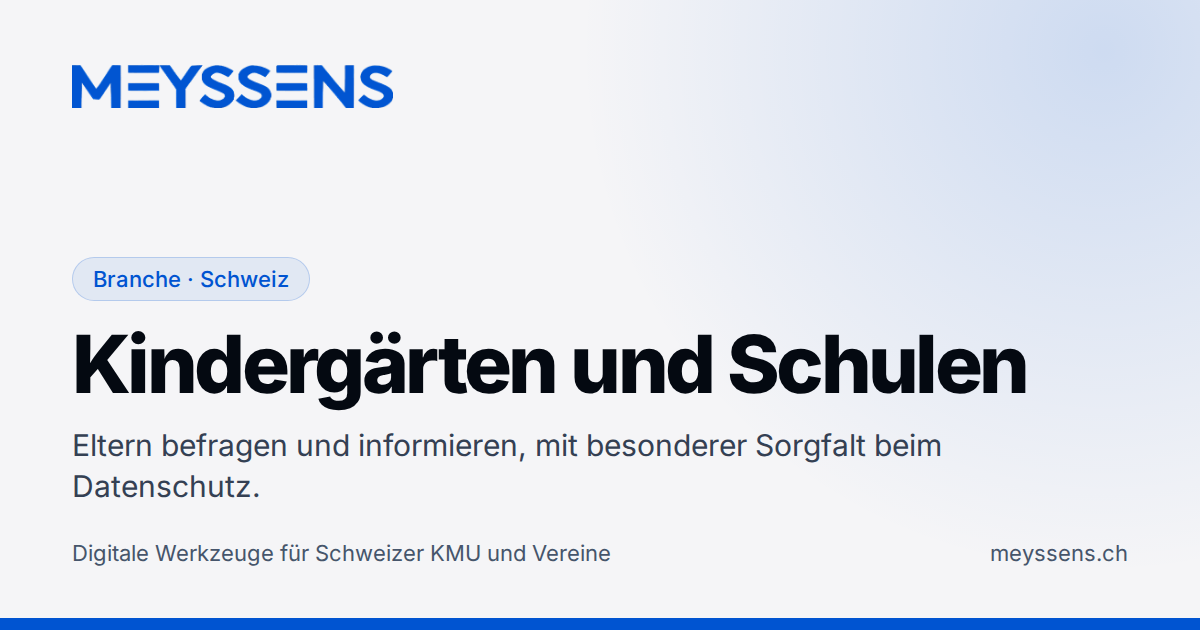 MEYSSENS
Branche · Schweiz
Kindergärten und Schulen
Eltern befragen und informieren, mit besonderer Sorgfalt beim
Datenschutz.
Digitale Werkzeuge für Schweizer KMU und Vereine
meyssens.ch